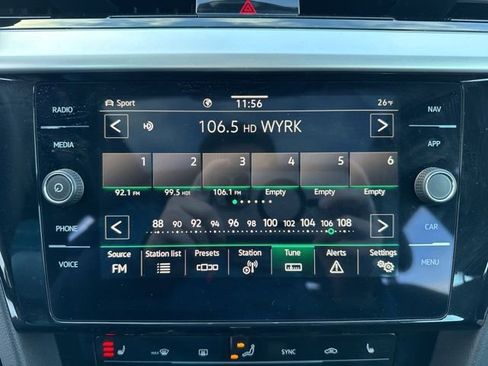 Sport 11:56 26°F
RADIO NAV
106.5 HD WYRK
MEDIA APP
1 2 3 4 5 6
92.1 FM 99.5 HD1 106.1 FM Empty Empty Empty
88 90 92 94 96 98 100 102 104 106 108
PHONE CAR
Source Station list Presets Station Tune Alerts Settings
FM
VOICE MENU
MAX SYNC